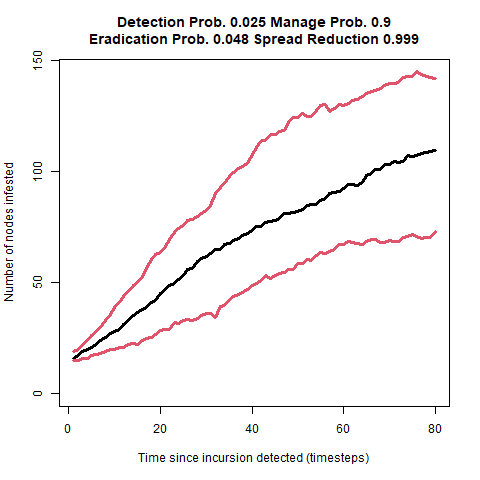 Detection Prob. 0.025 Manage Prob. 0.9
Eradication Prob. 0.048 Spread Reduction 0.999
150
100
50
0
Number of nodes infested
0 20 40 60 80
Time since incursion detected (timesteps)